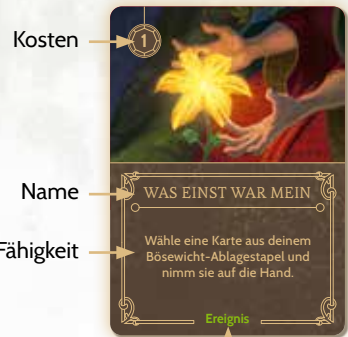 Kosten
1
Name
WAS EINST WAR MEIN
Fähigkeit
Wähle eine Karte aus deinem
Bösewicht-Ablagestapel und
nimm sie auf die Hand.
Ereignis